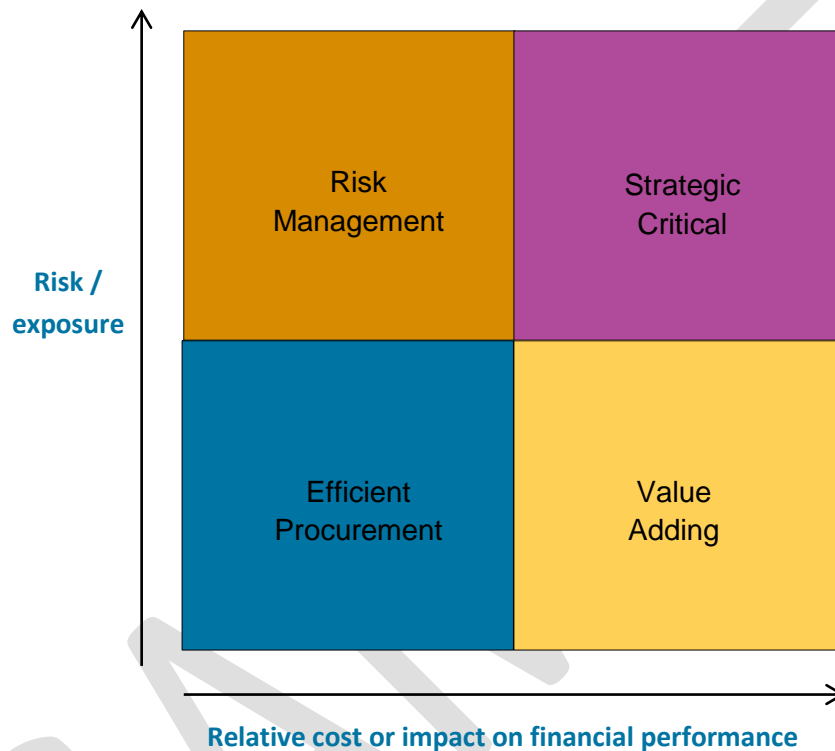 Risk
Management
Strategic
Critical
Risk /
exposure
Efficient
Procurement
Value
Adding
Relative cost or impact on financial performance